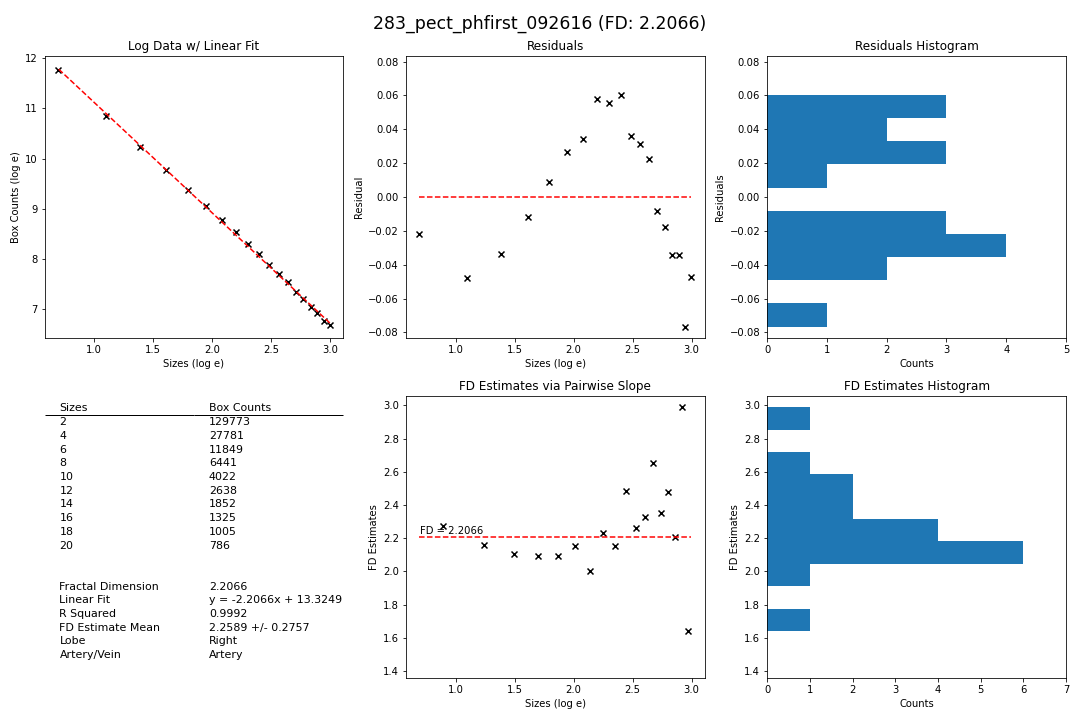 283_pect_phfirst_092616 (FD: 2.2066)
Log Data w/ Linear Fit
Box Counts (log e)
12
11
10
9
8
7
1.0 1.5 2.0 2.5 3.0
Sizes (log e)
Residuals
Residual
0.08
0.06
0.04
0.02
0.00
−0.02
−0.04
−0.06
−0.08
1.0 1.5 2.0 2.5 3.0
Sizes (log e)
Residuals Histogram
Residuals
0.08
0.06
0.04
0.02
0.00
−0.02
−0.04
−0.06
−0.08
0 1 2 3 4 5
Counts
Sizes Box Counts
2 129773
4 27781
6 11849
8 6441
10 4022
12 2638
14 1852
16 1325
18 1005
20 786
Fractal Dimension 2.2066
Linear Fit y = -2.2066x + 13.3249
R Squared 0.9992
FD Estimate Mean 2.2589 +/- 0.2757
Lobe Right
Artery/Vein Artery
FD Estimates via Pairwise Slope
FD Estimates
3.0
2.8
2.6
2.4
2.2
2.0
1.8
1.6
1.4
FD = 2.2066
1.0 1.5 2.0 2.5 3.0
Sizes (log e)
FD Estimates Histogram
FD Estimates
3.0
2.8
2.6
2.4
2.2
2.0
1.8
1.6
1.4
0 1 2 3 4 5 6 7
Counts